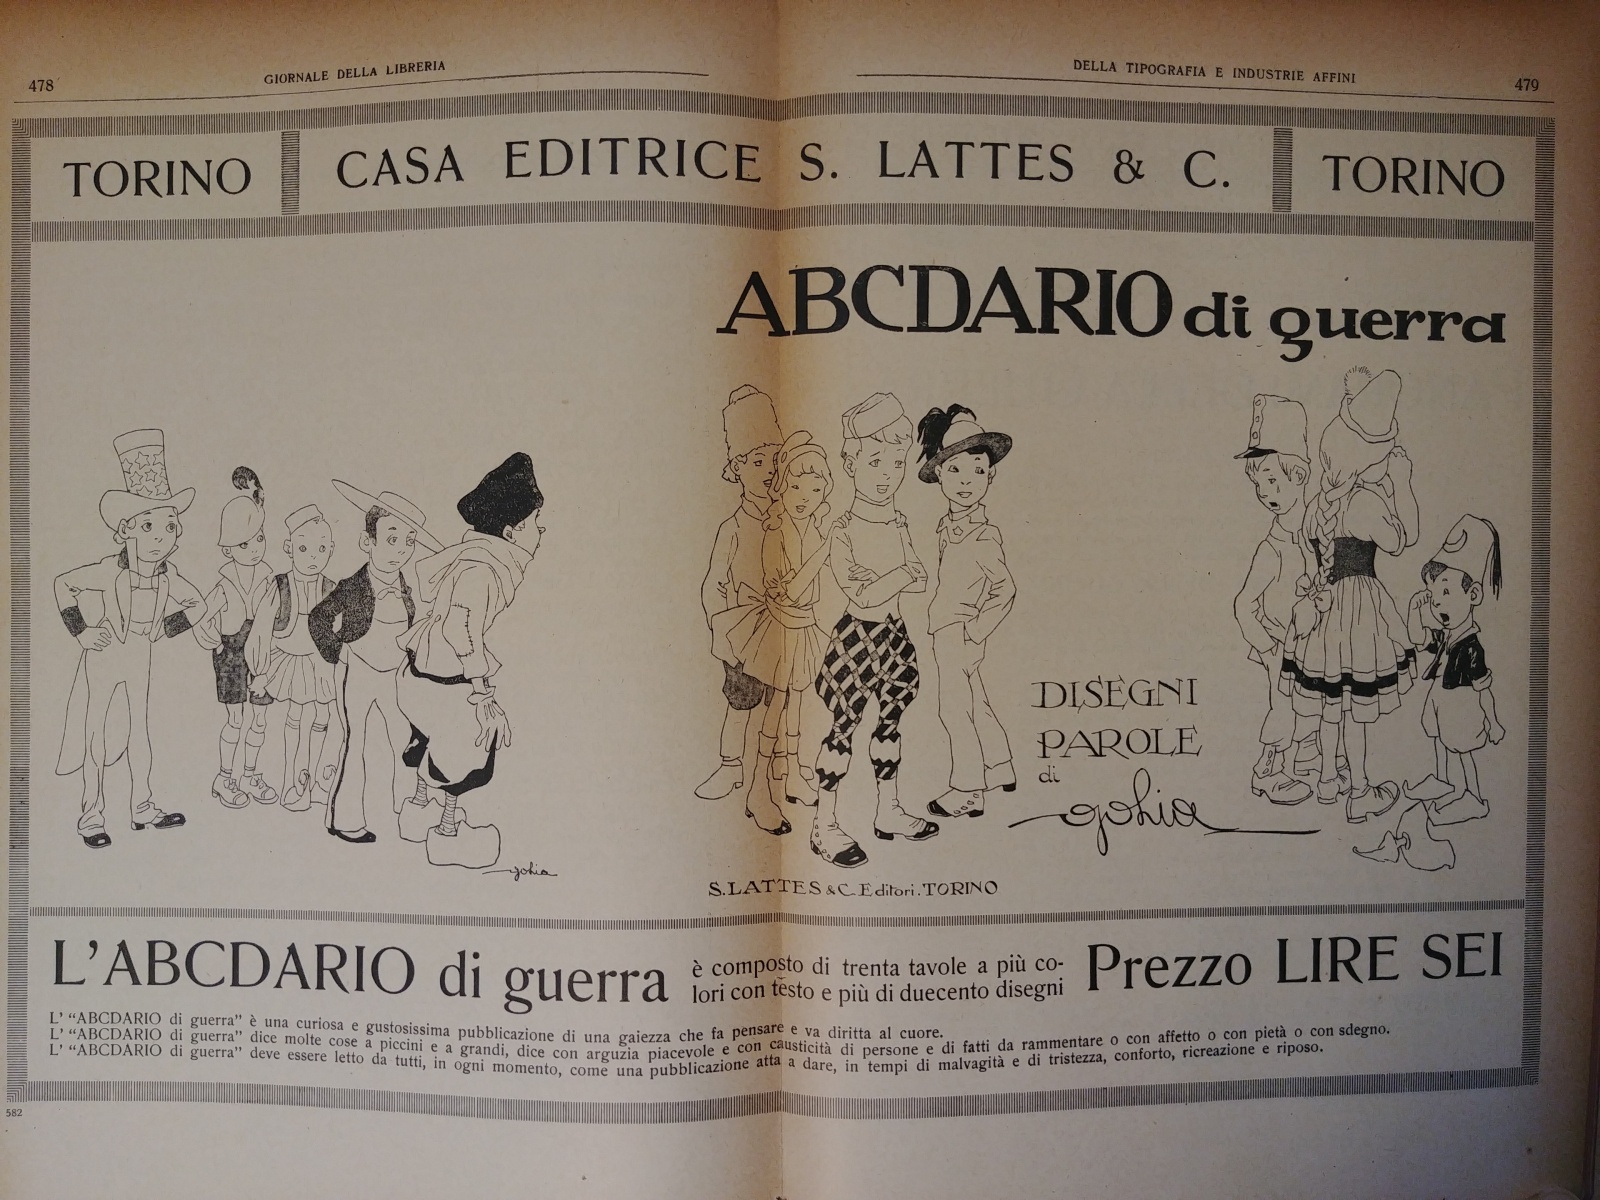 478
GIORNALE DELLA LIBRERIA
DELLA TIPOGRAFIA E INDUSTRIE AFFINI
479
TORINO
CASA EDITRICE S. LATTES & C.
TORINO
ABCDARIO di guerra
DISEGNI
PAROLE
di
golia
golia
S. LATTES & C. Editori. TORINO
L'ABCDARIO di guerra
è composto di trenta tavole a più co-
lori con testo e più di duecento disegni
Prezzo LIRE SEI
L' "ABCDARIO di guerra" è una curiosa e gustosissima pubblicazione di una gaiezza che fa pensare e va diritta al cuore.
L' "ABCDARIO di guerra" dice molte cose a piccini e a grandi, dice con arguzia piacevole e con causticità di persone e di fatti da rammentare o con affetto o con pietà o con sdegno.
L' "ABCDARIO di guerra" deve essere letto da tutti, in ogni momento, come una pubblicazione atta a dare, in tempi di malvagità e di tristezza, conforto, ricreazione e riposo.
582